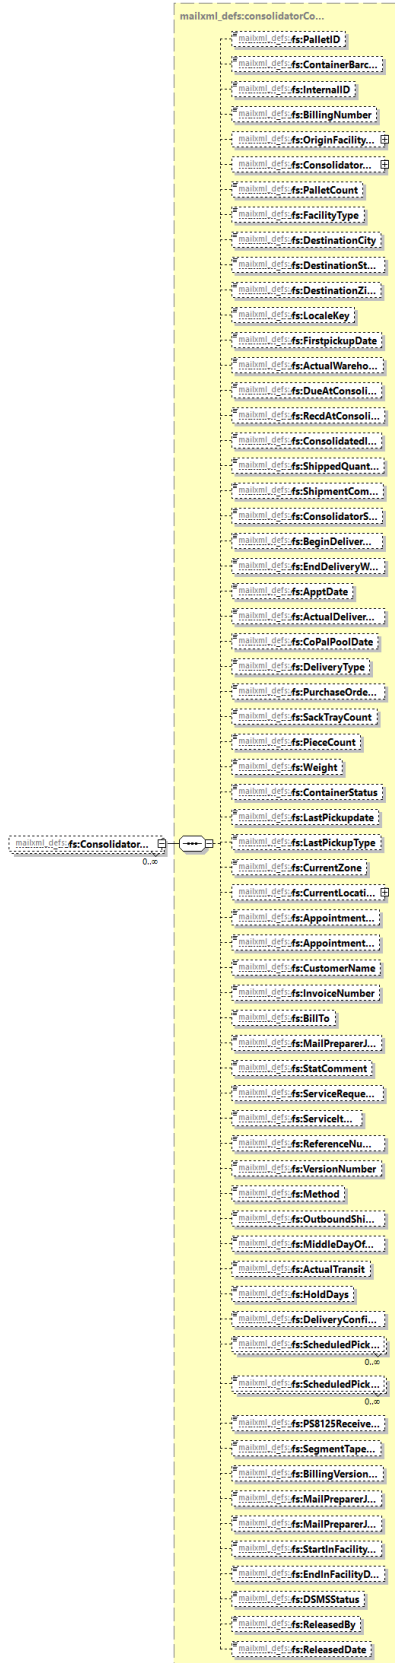 mailxml_defs:consolidatorCo...
mailxml_defs:fs:PalletID
mailxml_defs:fs:ContainerBarc...
mailxml_defs:fs:InternalID
mailxml_defs:fs:BillingNumber
mailxml_defs:fs:OriginFacility...
mailxml_defs:fs:Consolidator...
mailxml_defs:fs:PalletCount
mailxml_defs:fs:FacilityType
mailxml_defs:fs:DestinationCity
mailxml_defs:fs:DestinationSt...
mailxml_defs:fs:DestinationZi...
mailxml_defs:fs:LocaleKey
mailxml_defs:fs:FirstpickupDate
mailxml_defs:fs:ActualWareho...
mailxml_defs:fs:DueAtConsoli...
mailxml_defs:fs:RecdAtConsoli...
mailxml_defs:fs:ConsolidatedI...
mailxml_defs:fs:ShippedQuant...
mailxml_defs:fs:ShipmentCom...
mailxml_defs:fs:ConsolidatorS...
mailxml_defs:fs:BeginDeliver...
mailxml_defs:fs:EndDeliveryW...
mailxml_defs:fs:ApptDate
mailxml_defs:fs:ActualDeliver...
mailxml_defs:fs:CoPalPoolDate
mailxml_defs:fs:DeliveryType
mailxml_defs:fs:PurchaseOrde...
mailxml_defs:fs:SackTrayCount
mailxml_defs:fs:PieceCount
mailxml_defs:fs:Weight
mailxml_defs:fs:ContainerStatus
mailxml_defs:fs:LastPickupdate
mailxml_defs:fs:Consolidator...
0..∞
mailxml_defs:fs:LastPickupType
mailxml_defs:fs:CurrentZone
mailxml_defs:fs:CurrentLocati...
mailxml_defs:fs:Appointment...
mailxml_defs:fs:Appointment...
mailxml_defs:fs:CustomerName
mailxml_defs:fs:InvoiceNumber
mailxml_defs:fs:BillTo
mailxml_defs:fs:MailPreparerJ...
mailxml_defs:fs:StatComment
mailxml_defs:fs:ServiceReque...
mailxml_defs:fs:ServiceIt...
mailxml_defs:fs:ReferenceNu...
mailxml_defs:fs:VersionNumber
mailxml_defs:fs:Method
mailxml_defs:fs:OutboundShi...
mailxml_defs:fs:MiddleDayOf...
mailxml_defs:fs:ActualTransit
mailxml_defs:fs:HoldDays
mailxml_defs:fs:DeliveryConfi...
mailxml_defs:fs:ScheduledPick...
0..∞
mailxml_defs:fs:ScheduledPick...
0..∞
mailxml_defs:fs:PS8125Receive...
mailxml_defs:fs:SegmentTape...
mailxml_defs:fs:BillingVersion...
mailxml_defs:fs:MailPreparerJ...
mailxml_defs:fs:MailPreparerJ...
mailxml_defs:fs:StartInFacility...
mailxml_defs:fs:EndInFacilityD...
mailxml_defs:fs:DSMSStatus
mailxml_defs:fs:ReleasedBy
mailxml_defs:fs:ReleasedDate